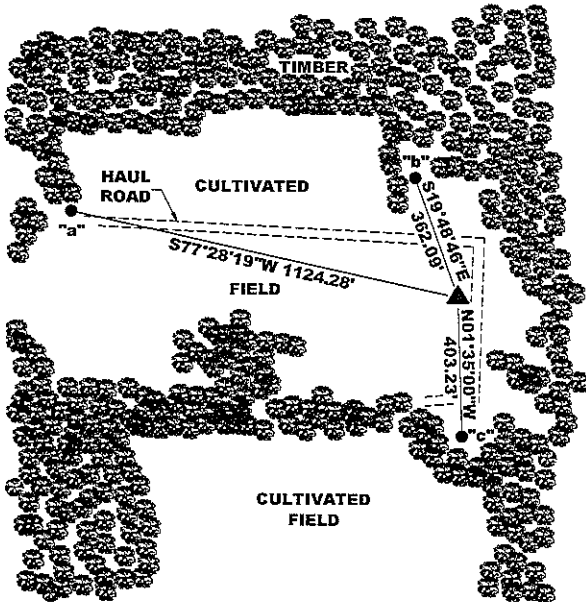 TIMBER
"b"
HAUL
ROAD
CULTIVATED
S19°49'46"E
362.09'
"a"
S77°28'19"W 1124.28'
FIELD
N01°35'00"W
403.23'
"c"
CULTIVATED
FIELD